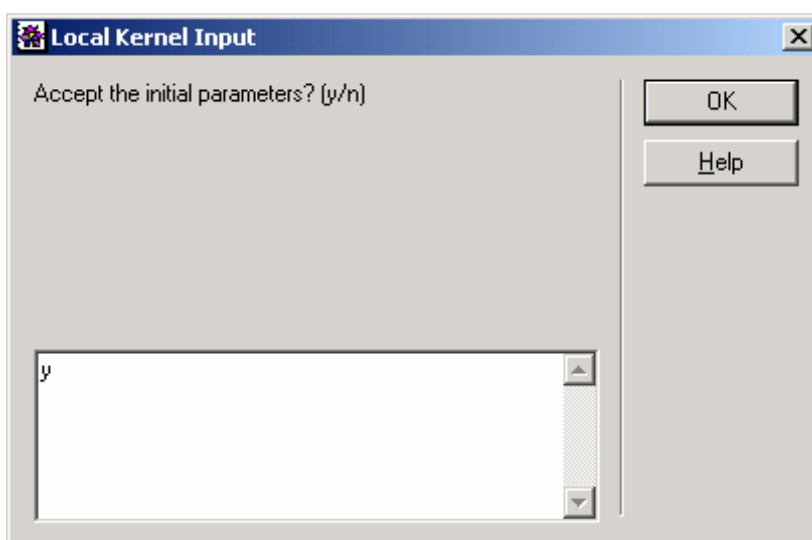 Local Kernel Input
Accept the initial parameters? (y/n)
OK
Help
y